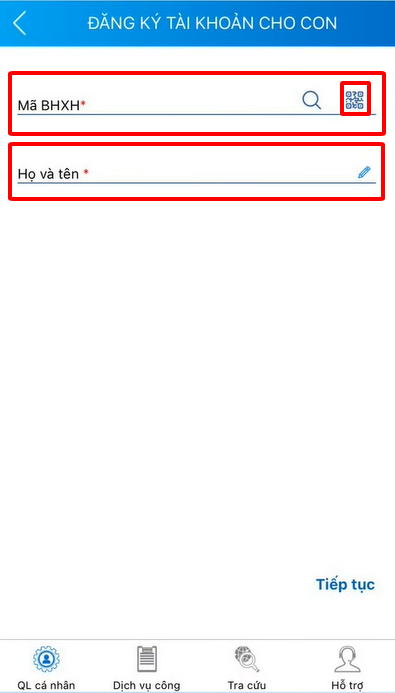 ĐĂNG KÝ TÀI KHOẢN CHO CON
Mã BHXH*
Họ và tên *
Tiếp tục
QL cá nhân Dịch vụ công Tra cứu Hỗ trợ